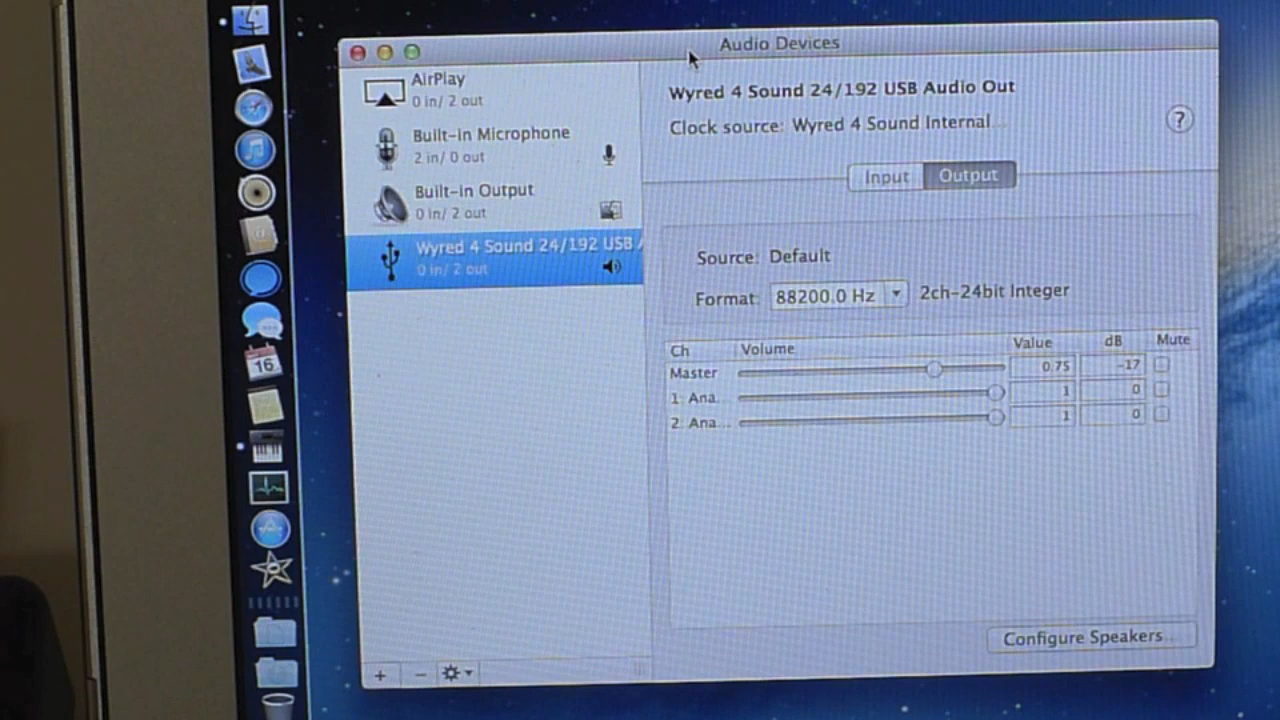 Audio Devices
AirPlay
0 in/ 2 out
Built-in Microphone
2 in/ 0 out
Built-in Output
0 in/ 2 out
Wyred 4 Sound 24/192 USB
0 in/ 2 out
Wyred 4 Sound 24/192 USB Audio Out
Clock source: Wyred 4 Sound Internal...
?
Input Output
Source: Default
Format: 88200.0 Hz 2ch-24bit Integer
Ch Volume Value dB Mute
Master 0.75 -17
1: Ana... 1 0
2: Ana... 1 0
Configure Speakers...
+ −
16